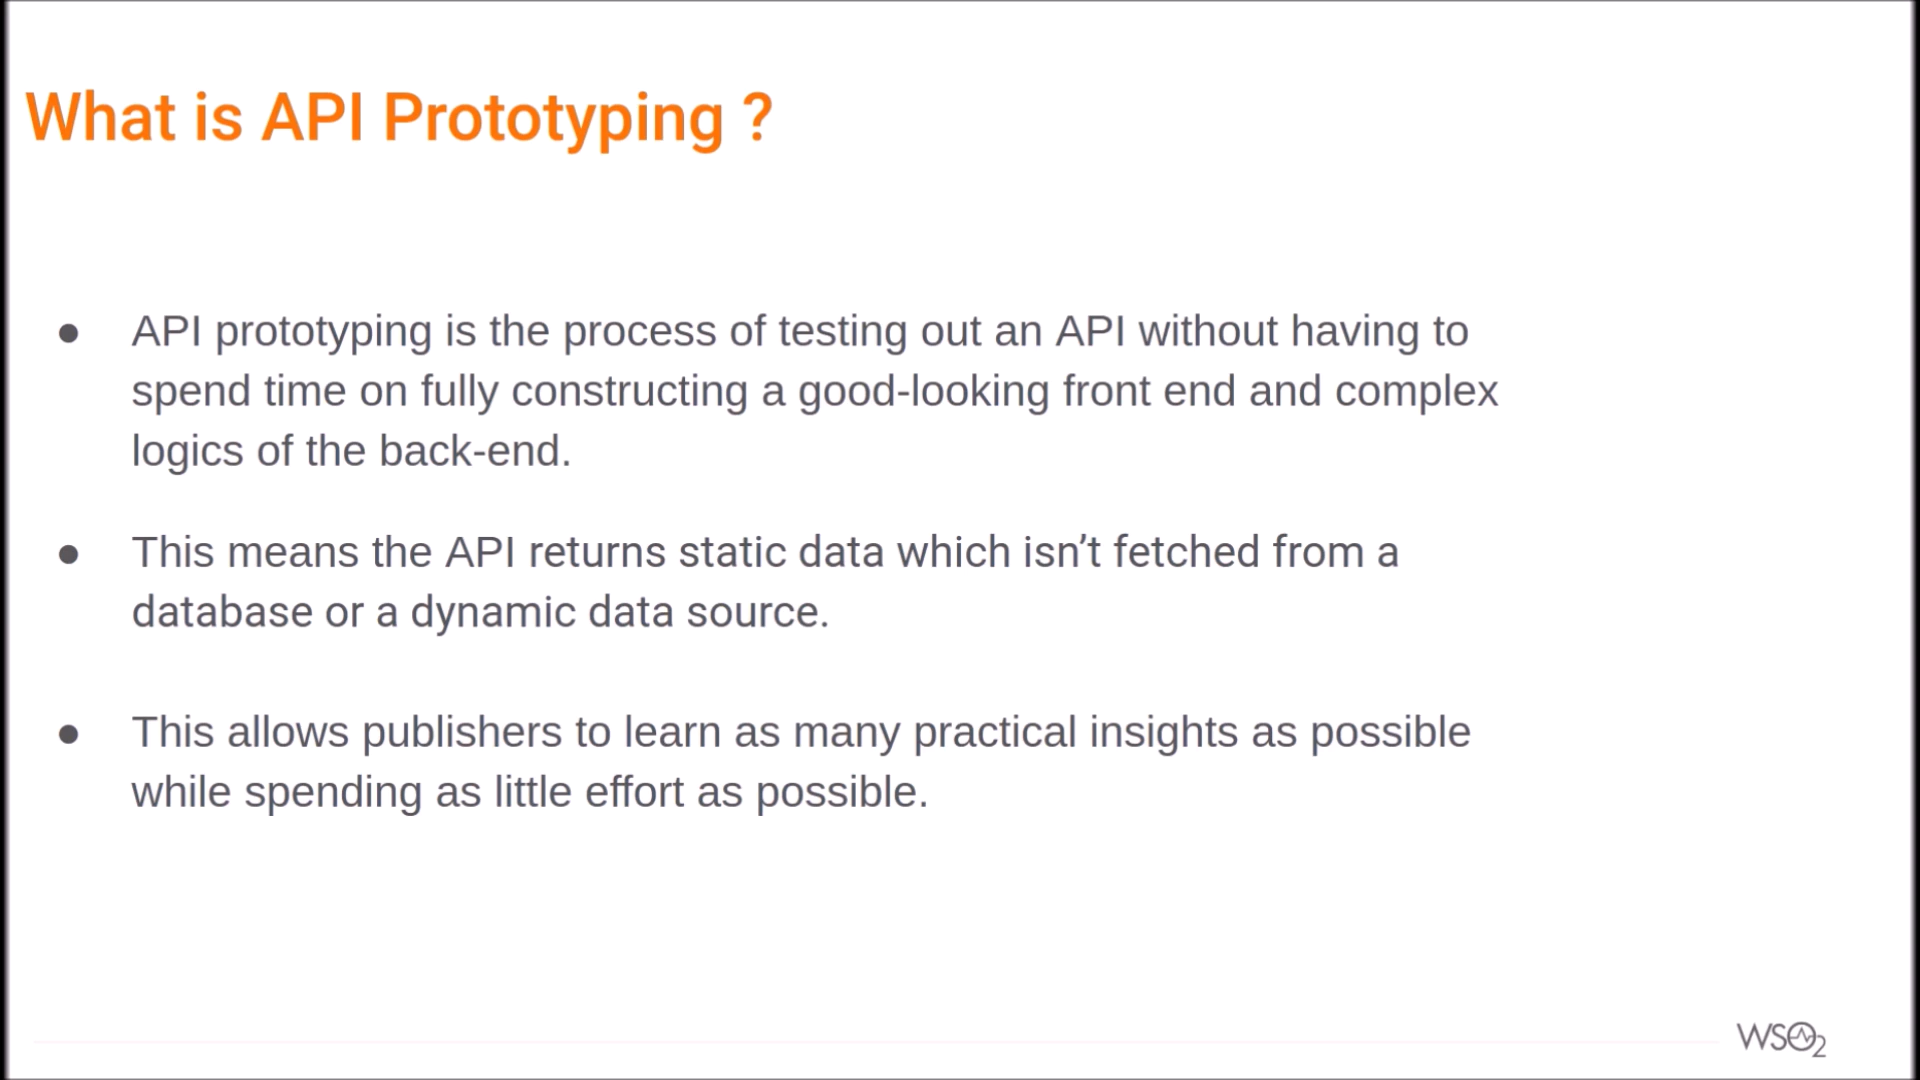 What is API Prototyping ?
● API prototyping is the process of testing out an API without having to
spend time on fully constructing a good-looking front end and complex
logics of the back-end.
● This means the API returns static data which isn’t fetched from a
database or a dynamic data source.
● This allows publishers to learn as many practical insights as possible
while spending as little effort as possible.
WSO2